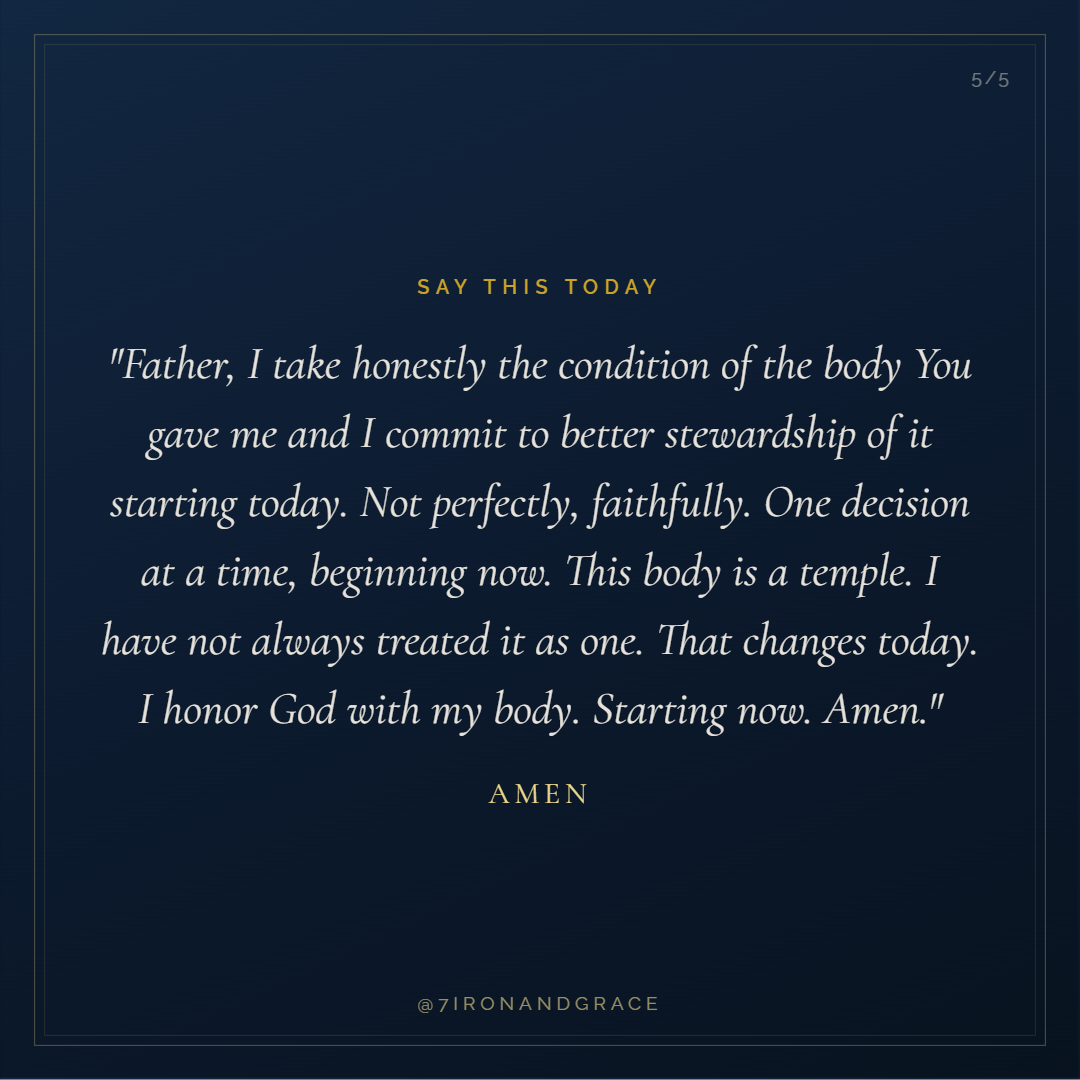 5/5
SAY THIS TODAY
"Father, I take honestly the condition of the body You
gave me and I commit to better stewardship of it
starting today. Not perfectly, faithfully. One decision
at a time, beginning now. This body is a temple. I
have not always treated it as one. That changes today.
I honor God with my body. Starting now. Amen."
AMEN
@7IRONANDGRACE